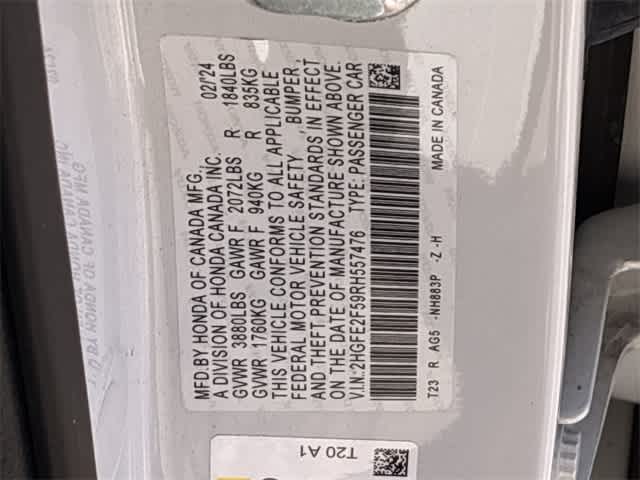 MFD.BY HONDA OF CANADA MFG. 02/24
A DIVISION OF HONDA CANADA INC.
GVWR 3880LBS GAWR F 2072LBS R 1840LBS
GVWR 1760KG GAWR F 940KG R 835KG
THIS VEHICLE CONFORMS TO ALL APPLICABLE
FEDERAL MOTOR VEHICLE SAFETY , BUMPER,
AND THEFT PREVENTION STANDARDS IN EFFECT
ON THE DATE OF MANUFACTURE SHOWN ABOVE.
V.I.N:2HGFE2F59RH557476 TYPE: PASSENGER CAR
T23 R AG5 -NH883P -Z -H MADE IN CANADA
T20 A1